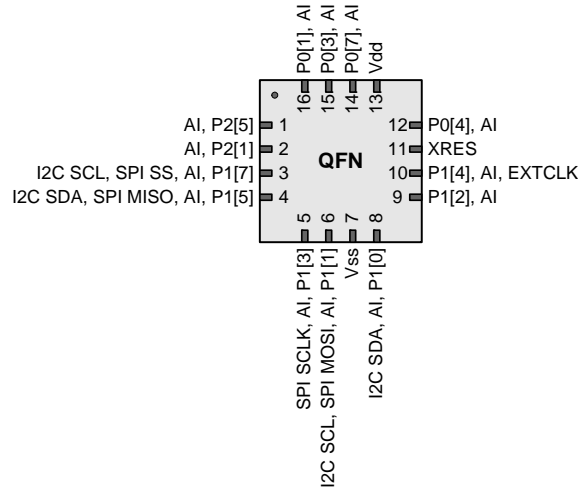 P0[1], AI
P0[3], AI
P0[7], AI
Vdd
16
15
14
13
AI, P2[5]
1
12
P0[4], AI
AI, P2[1]
2
QFN
11
XRES
I2C SCL, SPI SS, AI, P1[7]
3
10
P1[4], AI, EXTCLK
I2C SDA, SPI MISO, AI, P1[5]
4
9
P1[2], AI
5
6
7
8
SPI SCLK, AI, P1[3]
I2C SCL, SPI MOSI, AI, P1[1]
Vss
I2C SDA, AI, P1[0]